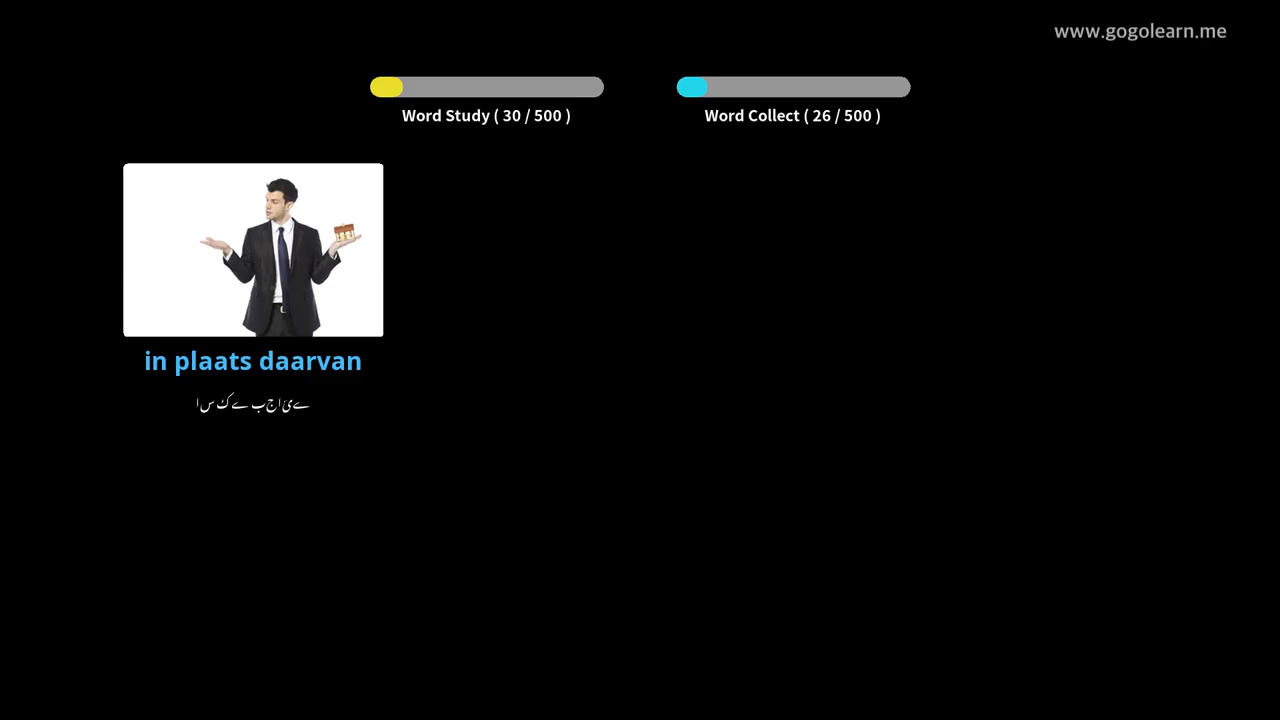 www.gogolearn.me
Word Study ( 30 / 500 )
Word Collect ( 26 / 500 )
in plaats daarvan
اس کے بجائے